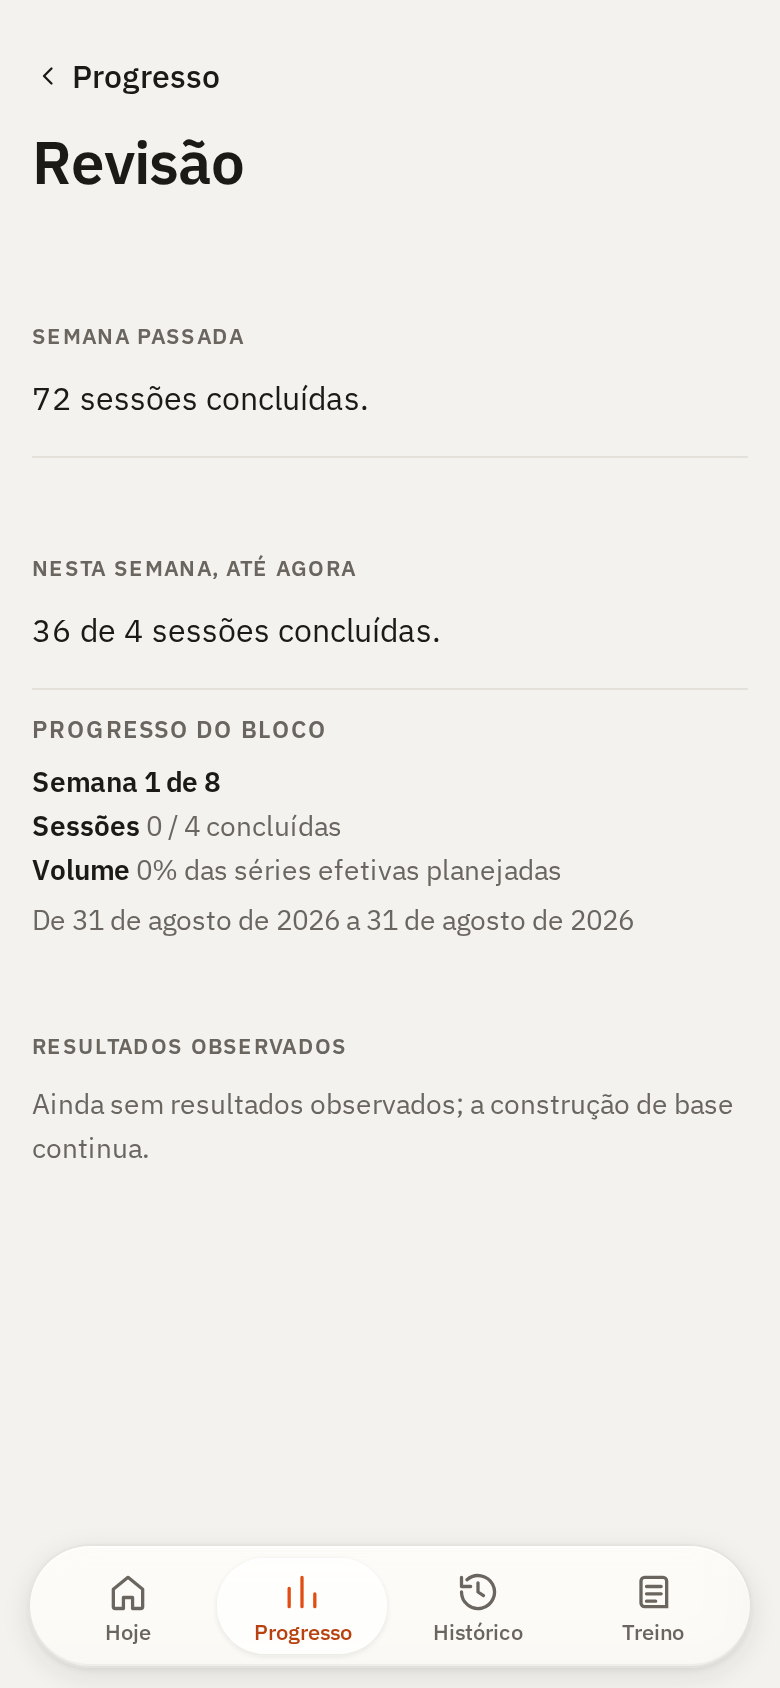 Progresso
Revisão
SEMANA PASSADA
72 sessões concluídas.
NESTA SEMANA, ATÉ AGORA
36 de 4 sessões concluídas.
PROGRESSO DO BLOCO
Semana 1 de 8
Sessões 0 / 4 concluídas
Volume 0% das séries efetivas planejadas
De 31 de agosto de 2026 a 31 de agosto de 2026
RESULTADOS OBSERVADOS
Ainda sem resultados observados; a construção de base
continua.
Hoje
Progresso
Histórico
Treino